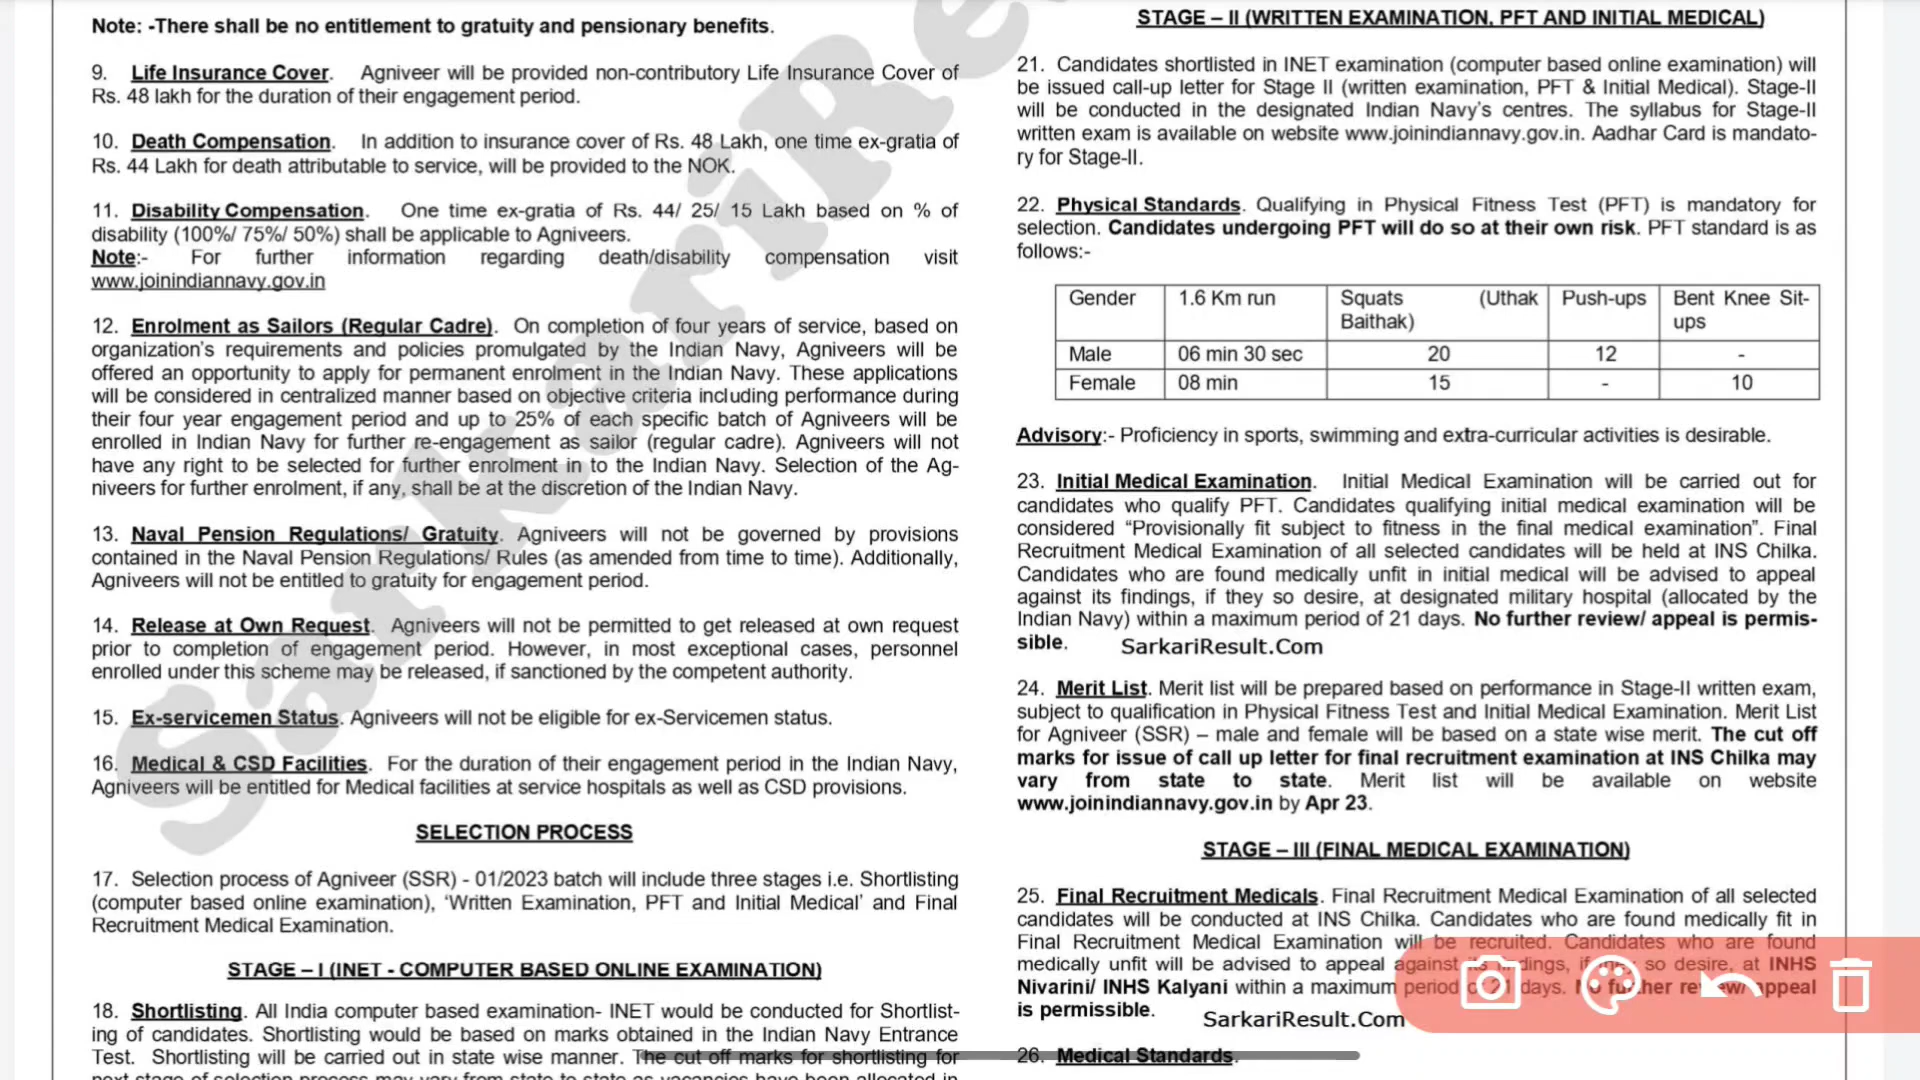 Note: -There shall be no entitlement to gratuity and pensionary benefits.
9. Life Insurance Cover. Agniveer will be provided non-contributory Life Insurance Cover of
Rs. 48 lakh for the duration of their engagement period.
10. Death Compensation. In addition to insurance cover of Rs. 48 Lakh, one time ex-gratia of
Rs. 44 Lakh for death attributable to service, will be provided to the NOK.
11. Disability Compensation. One time ex-gratia of Rs. 44/ 25/ 15 Lakh based on % of
disability (100%/ 75%/ 50%) shall be applicable to Agniveers.
Note:- For further information regarding death/disability compensation visit
www.joinindiannavy.gov.in
12. Enrolment as Sailors (Regular Cadre). On completion of four years of service, based on
organization's requirements and policies promulgated by the Indian Navy, Agniveers will be
offered an opportunity to apply for permanent enrolment in the Indian Navy. These applications
will be considered in centralized manner based on objective criteria including performance during
their four year engagement period and up to 25% of each specific batch of Agniveers will be
enrolled in Indian Navy for further re-engagement as sailor (regular cadre). Agniveers will not
have any right to be selected for further enrolment in to the Indian Navy. Selection of the Ag-
niveers for further enrolment, if any, shall be at the discretion of the Indian Navy.
13. Naval Pension Regulations/ Gratuity. Agniveers will not be governed by provisions
contained in the Naval Pension Regulations/ Rules (as amended from time to time). Additionally,
Agniveers will not be entitled to gratuity for engagement period.
14. Release at Own Request. Agniveers will not be permitted to get released at own request
prior to completion of engagement period. However, in most exceptional cases, personnel
enrolled under this scheme may be released, if sanctioned by the competent authority.
15. Ex-servicemen Status. Agniveers will not be eligible for ex-Servicemen status.
16. Medical & CSD Facilities. For the duration of their engagement period in the Indian Navy,
Agniveers will be entitled for Medical facilities at service hospitals as well as CSD provisions.
SELECTION PROCESS
17. Selection process of Agniveer (SSR) - 01/2023 batch will include three stages i.e. Shortlisting
(computer based online examination), ‘Written Examination, PFT and Initial Medical’ and Final
Recruitment Medical Examination.
STAGE – I (INET - COMPUTER BASED ONLINE EXAMINATION)
18. Shortlisting. All India computer based examination- INET would be conducted for Shortlist-
ing of candidates. Shortlisting would be based on marks obtained in the Indian Navy Entrance
Test. Shortlisting will be carried out in state wise manner. The cut off marks for shortlisting for
next stage of selection process may vary from state to state as vacancies have been allocated in
STAGE – II (WRITTEN EXAMINATION, PFT AND INITIAL MEDICAL)
21. Candidates shortlisted in INET examination (computer based online examination) will
be issued call-up letter for Stage II (written examination, PFT & Initial Medical). Stage-II
will be conducted in the designated Indian Navy's centres. The syllabus for Stage-II
written exam is available on website www.joinindiannavy.gov.in. Aadhar Card is mandato-
ry for Stage-II.
22. Physical Standards. Qualifying in Physical Fitness Test (PFT) is mandatory for
selection. Candidates undergoing PFT will do so at their own risk. PFT standard is as
follows:-
Gender 1.6 Km run Squats (Uthak Push-ups Bent Knee Sit-
Baithak) ups
Male 06 min 30 sec 20 12 -
Female 08 min 15 - 10
Advisory:- Proficiency in sports, swimming and extra-curricular activities is desirable.
23. Initial Medical Examination. Initial Medical Examination will be carried out for
candidates who qualify PFT. Candidates qualifying initial medical examination will be
considered “Provisionally fit subject to fitness in the final medical examination”. Final
Recruitment Medical Examination of all selected candidates will be held at INS Chilka.
Candidates who are found medically unfit in initial medical will be advised to appeal
against its findings, if they so desire, at designated military hospital (allocated by the
Indian Navy) within a maximum period of 21 days. No further review/ appeal is permis-
sible. SarkariResult.Com
24. Merit List. Merit list will be prepared based on performance in Stage-II written exam,
subject to qualification in Physical Fitness Test and Initial Medical Examination. Merit List
for Agniveer (SSR) – male and female will be based on a state wise merit. The cut off
marks for issue of call up letter for final recruitment examination at INS Chilka may
vary from state to state. Merit list will be available on website
www.joinindiannavy.gov.in by Apr 23.
STAGE – III (FINAL MEDICAL EXAMINATION)
25. Final Recruitment Medicals. Final Recruitment Medical Examination of all selected
candidates will be conducted at INS Chilka. Candidates who are found medically fit in
Final Recruitment Medical Examination will be recruited. Candidates who are found
medically unfit will be advised to appeal against its findings, if they so desire, at INHS
Nivarini/ INHS Kalyani within a maximum period of 21 days. No further review/ appeal
is permissible. SarkariResult.Com
26. Medical Standards.